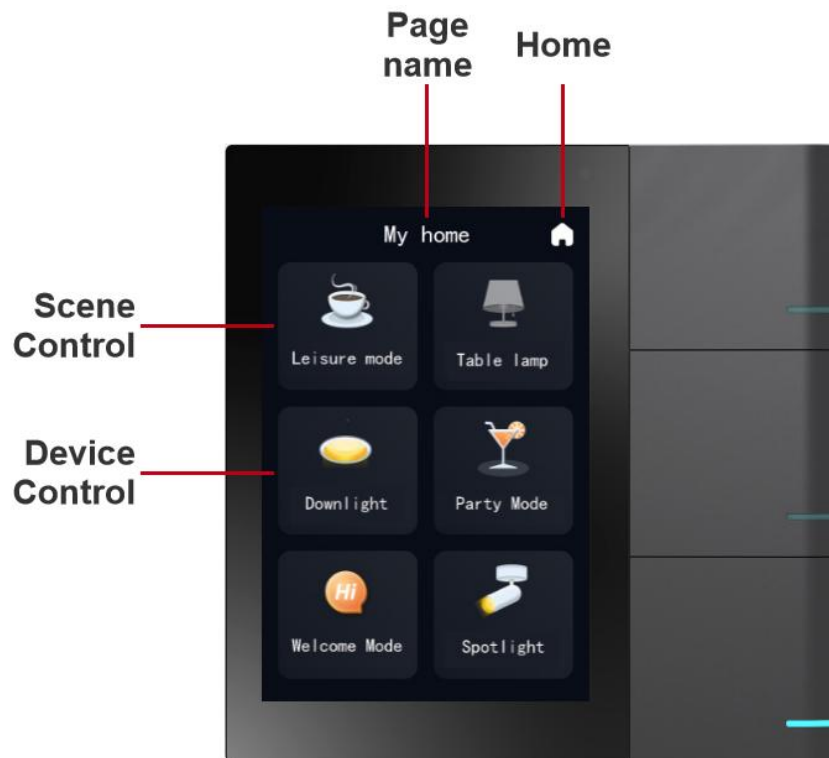 Page
name
Home
My home
Scene
Control
Leisure mode
Table lamp
Device
Control
Downlight
Party Mode
Hi
Welcome Mode
Spotlight